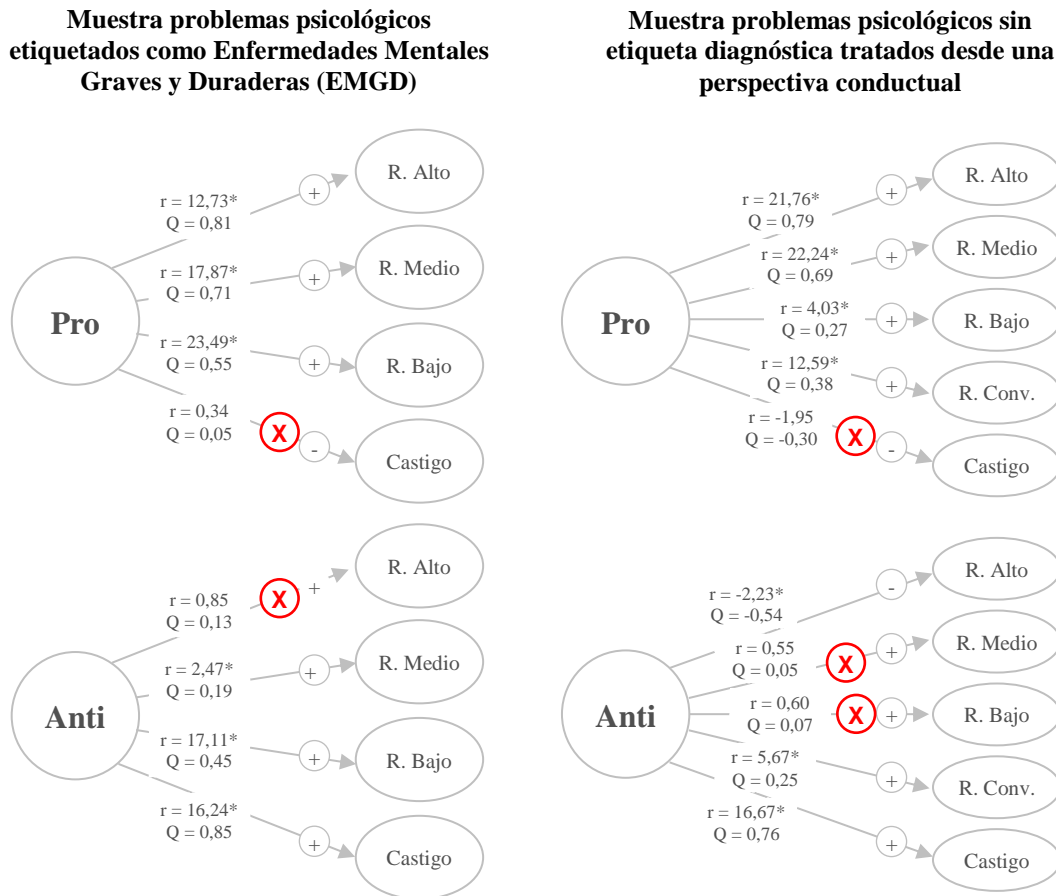 Muestra problemas psicológicos
etiquetados como Enfermedades Mentales
Graves y Duraderas (EMGD)
R. Alto
+
r = 12,73*
Q = 0,81
R. Medio
+
r = 17,87*
Q = 0,71
Pro
r = 23,49*
Q = 0,55
+
R. Bajo
r = 0,34
Q = 0,05
X
-
Castigo
R. Alto
+
X
r = 0,85
Q = 0,13
R. Medio
+
r = 2,47*
Q = 0,19
Anti
r = 17,11*
Q = 0,45
+
R. Bajo
r = 16,24*
Q = 0,85
+
Castigo
Muestra problemas psicológicos sin
etiqueta diagnóstica tratados desde una
perspectiva conductual
R. Alto
+
r = 21,76*
Q = 0,79
R. Medio
+
r = 22,24*
Q = 0,69
Pro
r = 4,03*
Q = 0,27
+
R. Bajo
r = 12,59*
Q = 0,38
+
R. Conv.
r = -1,95
Q = -0,30
X
-
Castigo
R. Alto
-
r = -2,23*
Q = -0,54
R. Medio
+
r = 0,55
Q = 0,05
X
Anti
r = 0,60
Q = 0,07
X
+
R. Bajo
r = 5,67*
Q = 0,25
+
R. Conv.
r = 16,67*
Q = 0,76
+
Castigo